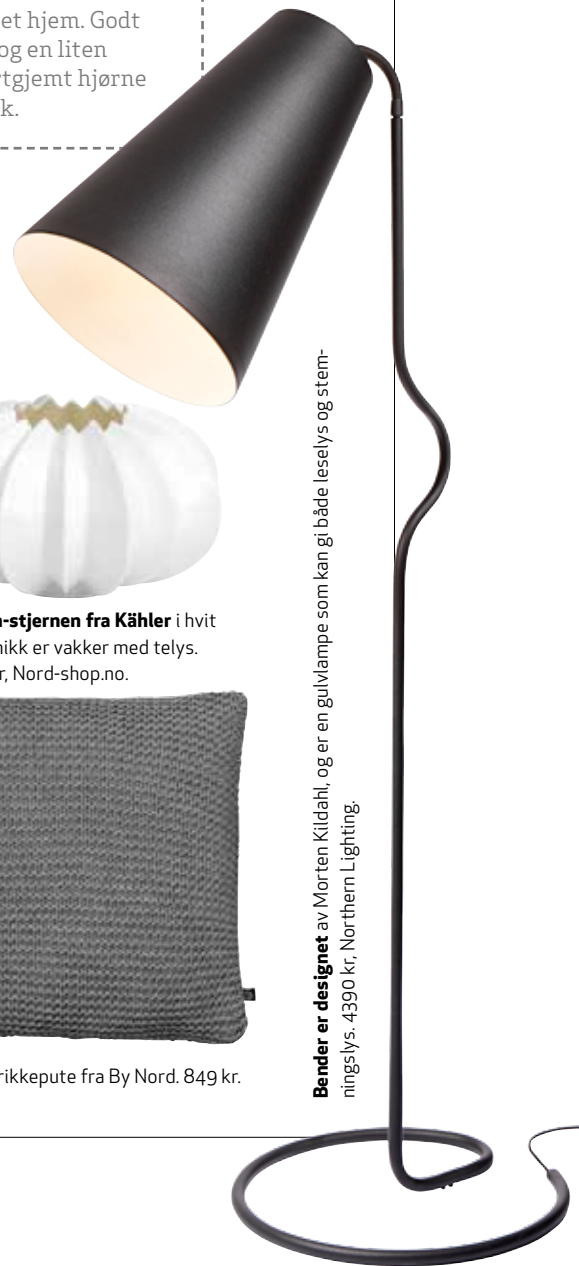 et hjem. Godt
og en liten
rtgjemt hjørne
k.
-stjernen fra Kähler i hvit
nikk er vakker med telys.
r, Nord-shop.no.
rikkepute fra By Nord. 849 kr.
Bender er designet av Morten Kildahl, og er en gulvlampe som kan gi både leselys og stem-
ningslys. 4390 kr, Northern Lighting.